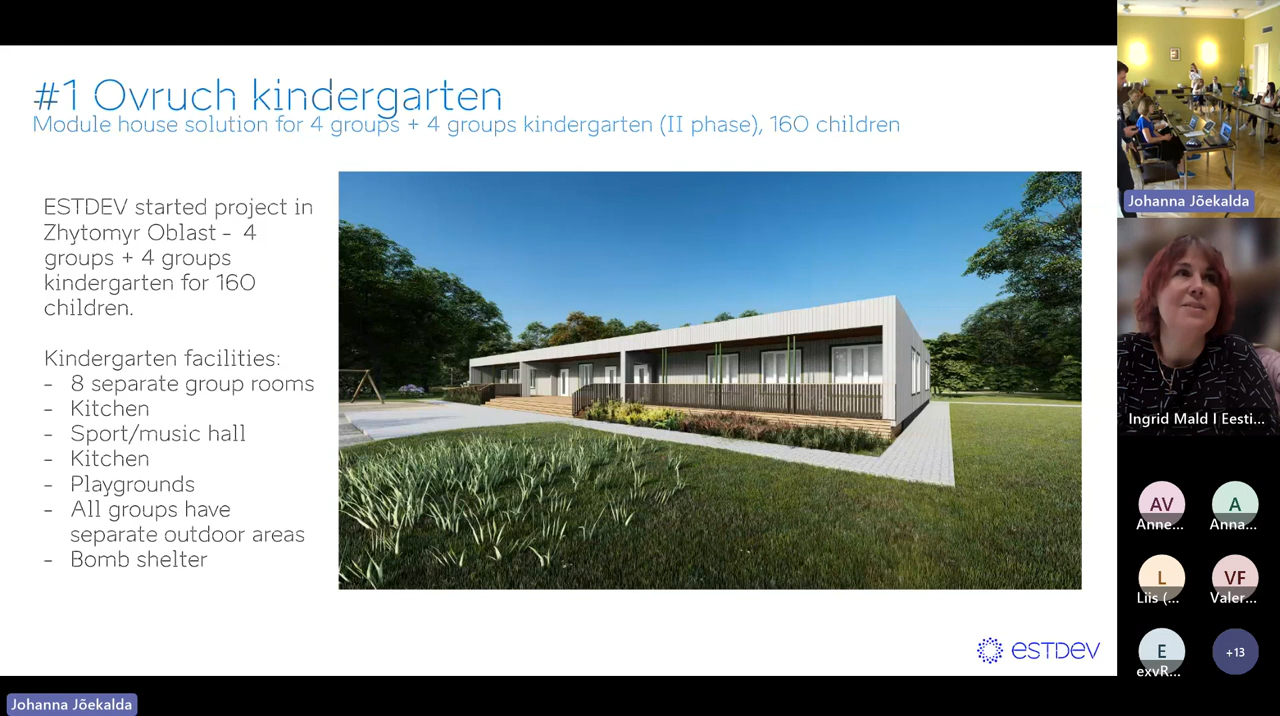 #1 Ovruch kindergarten
Module house solution for 4 groups + 4 groups kindergarten (II phase), 160 children
ESTDEV started project in
Zhytomyr Oblast - 4
groups + 4 groups
kindergarten for 160
children.
Kindergarten facilities:
- 8 separate group rooms
- Kitchen
- Sport/music hall
- Kitchen
- Playgrounds
- All groups have
separate outdoor areas
- Bomb shelter
ESTDEV
Johanna Jõekalda
Johanna Jõekalda
Ingrid Mald I Eesti...
AV
Anne...
A
Anna...
L
Liis (...
VF
Valer...
E
exvR...
+13